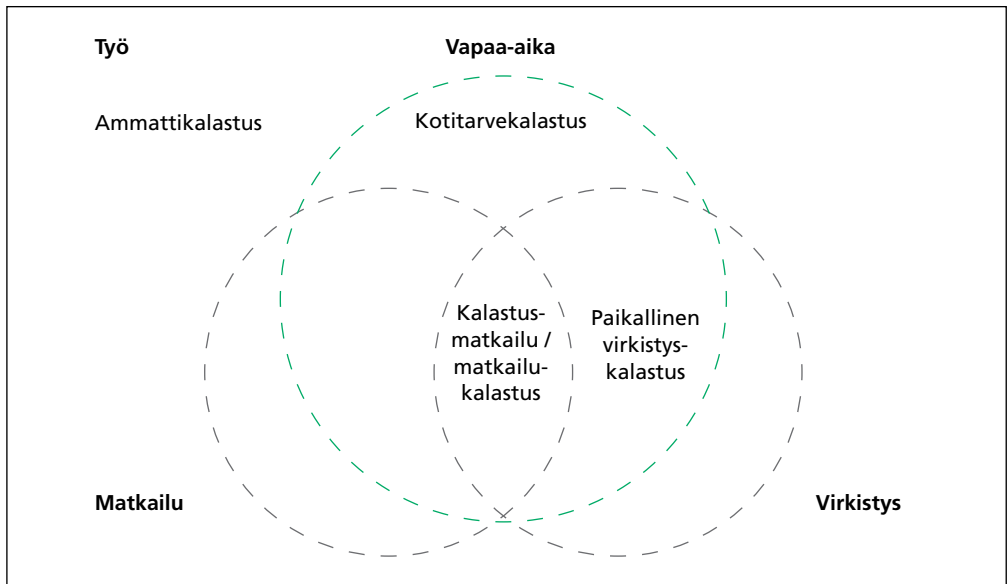 Työ
Vapaa-aika
Ammattikalastus
Kotitarvekalastus
Kalastus-
matkailu /
matkailu-
kalastus
Paikallinen
virkistys-
kalastus
Matkailu
Virkistys